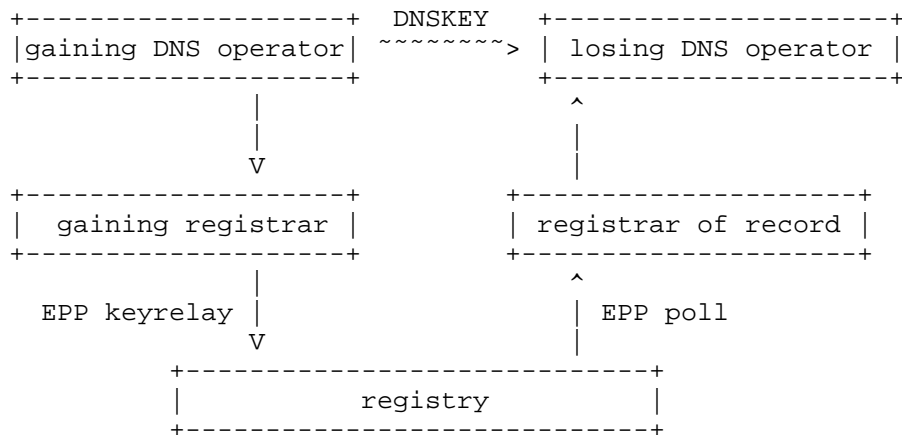 DNSKEY
gaining DNS operator losing DNS operator
gaining registrar registrar of record
EPP keyrelay EPP poll
registry